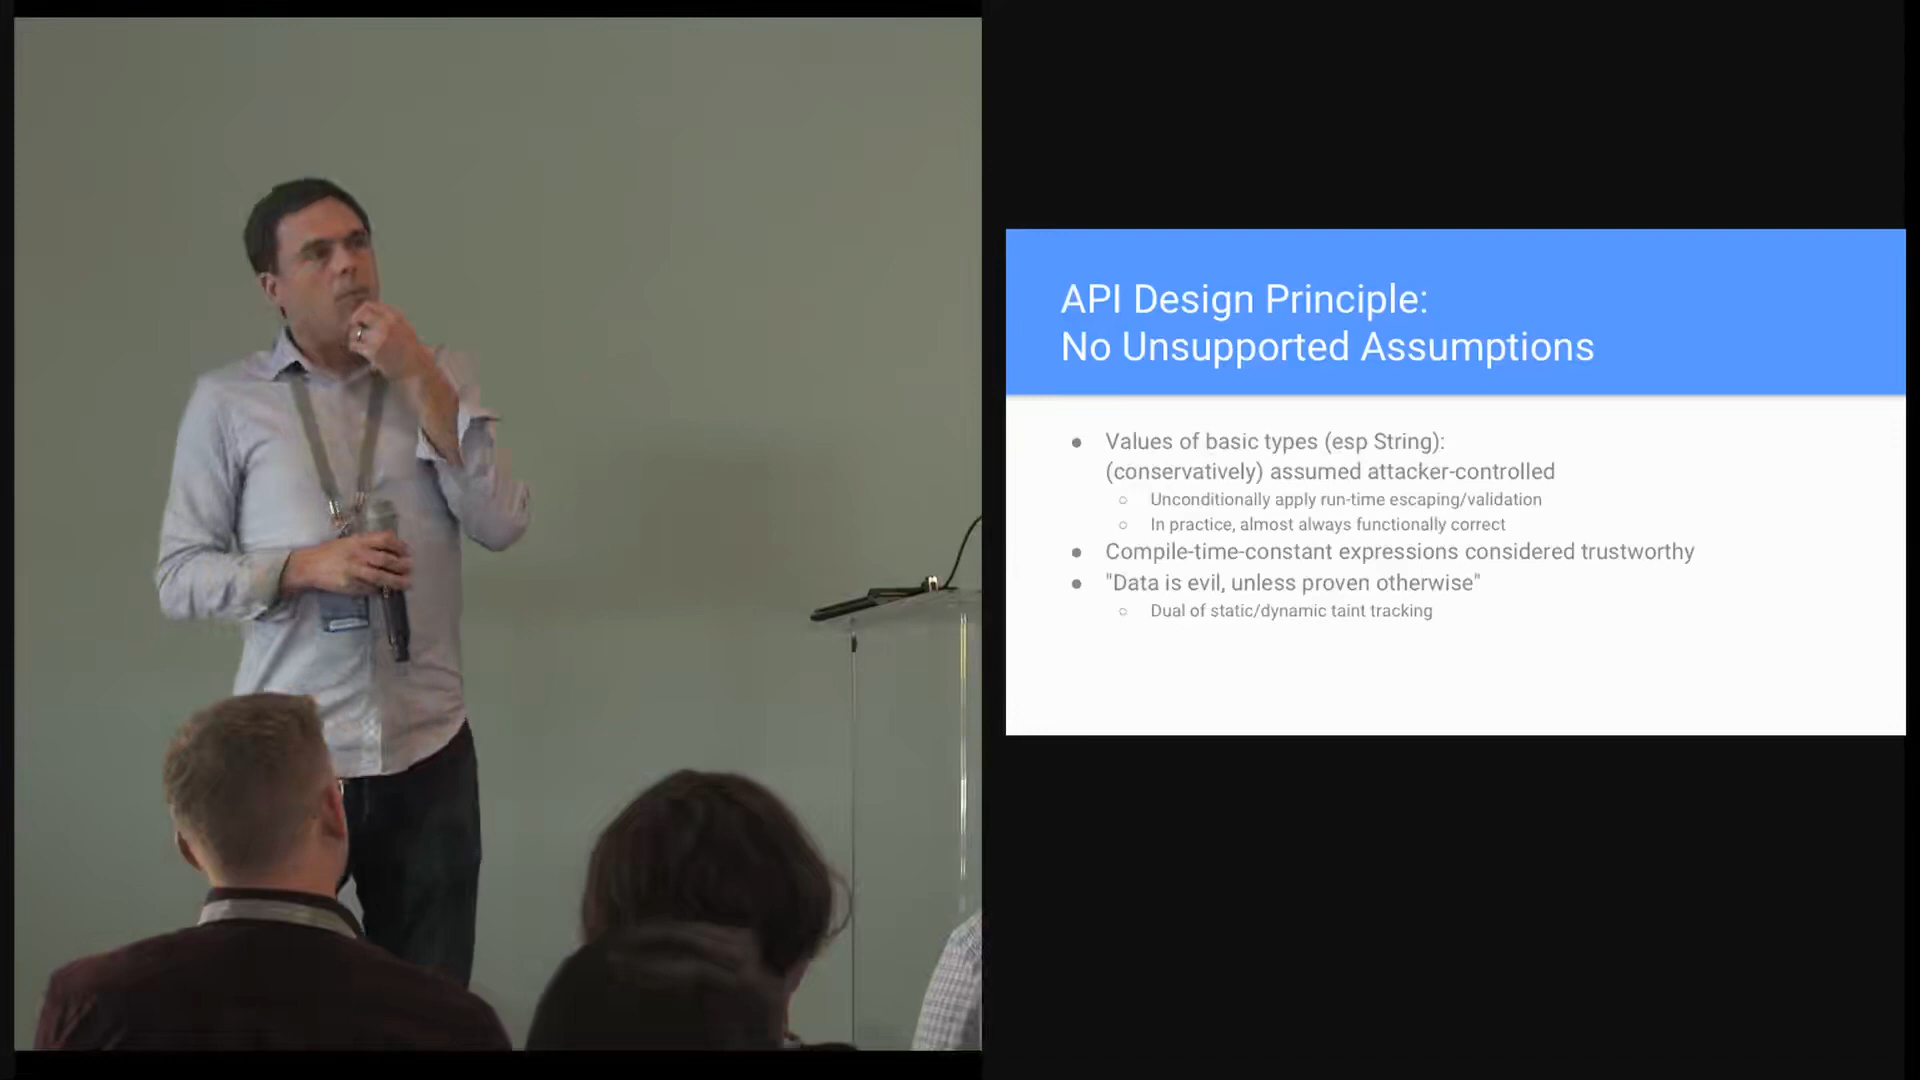 API Design Principle:
No Unsupported Assumptions
● Values of basic types (esp String):
(conservatively) assumed attacker-controlled
○ Unconditionally apply run-time escaping/validation
○ In practice, almost always functionally correct
● Compile-time-constant expressions considered trustworthy
● "Data is evil, unless proven otherwise"
○ Dual of static/dynamic taint tracking